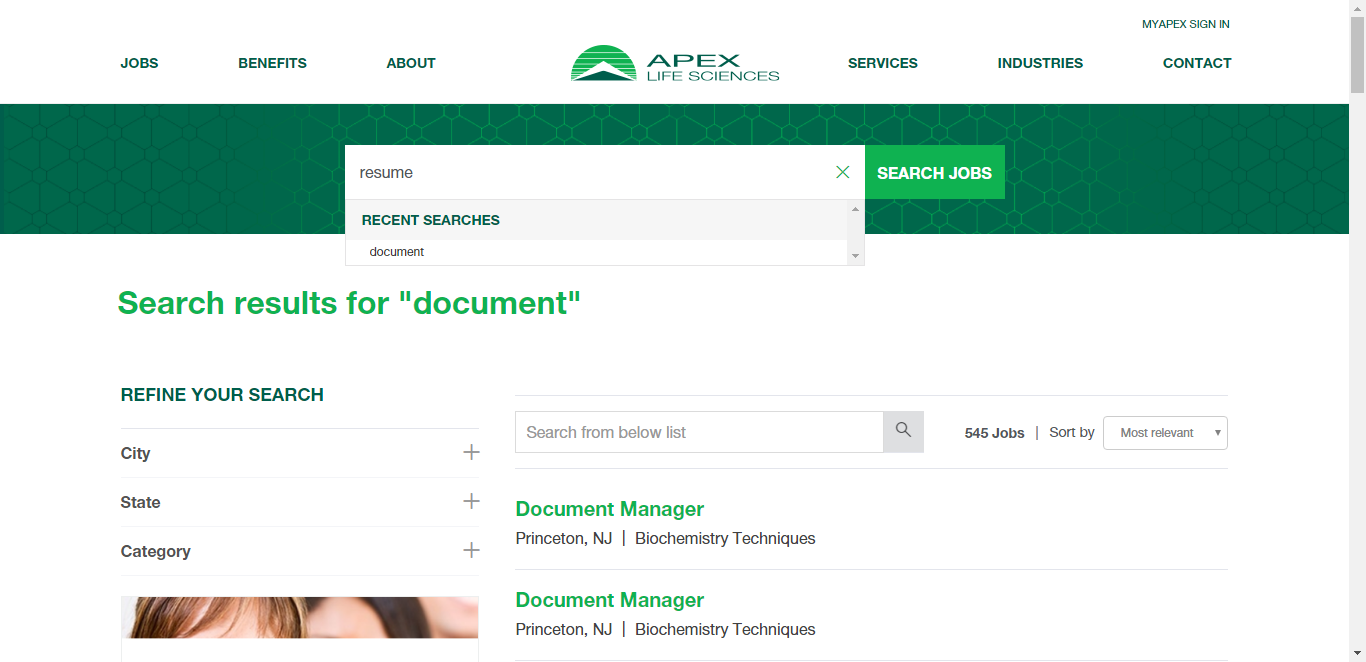 MYAPEX SIGN IN
JOBS BENEFITS ABOUT APEX LIFE SCIENCES SERVICES INDUSTRIES CONTACT
resume SEARCH JOBS
RECENT SEARCHES
document
Search results for "document"
REFINE YOUR SEARCH
Search from below list 545 Jobs | Sort by Most relevant
City
State
Category
Document Manager
Princeton, NJ | Biochemistry Techniques
Document Manager
Princeton, NJ | Biochemistry Techniques